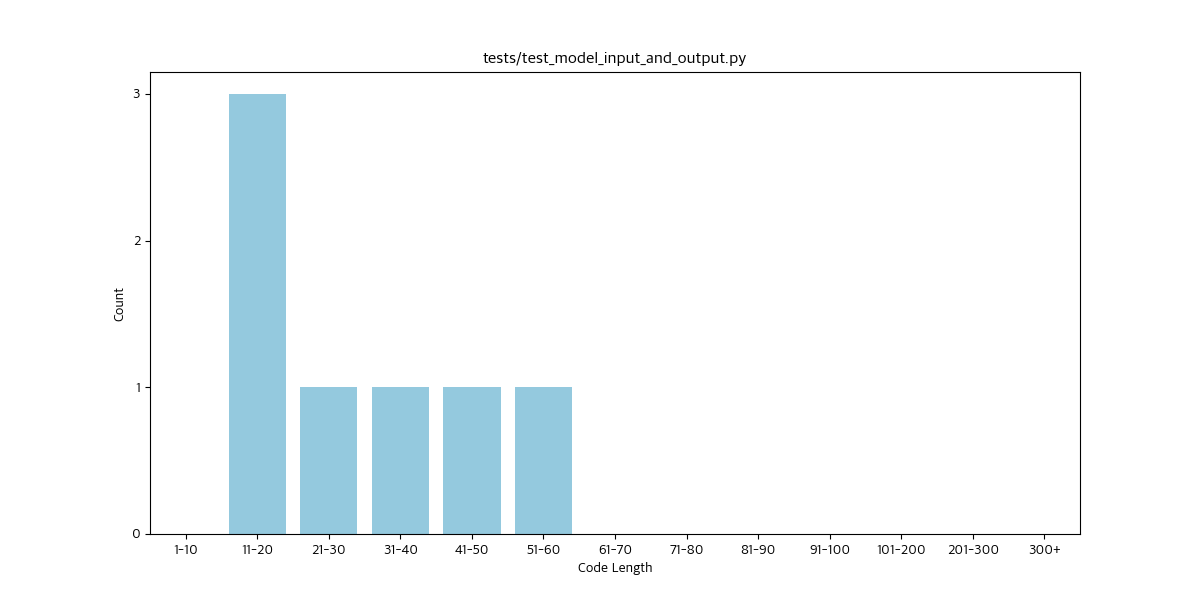 tests/test_model_input_and_output.py
3
2
1
0
Count
1-10 11-20 21-30 31-40 41-50 51-60 61-70 71-80 81-90 91-100 101-200 201-300 300+
Code Length